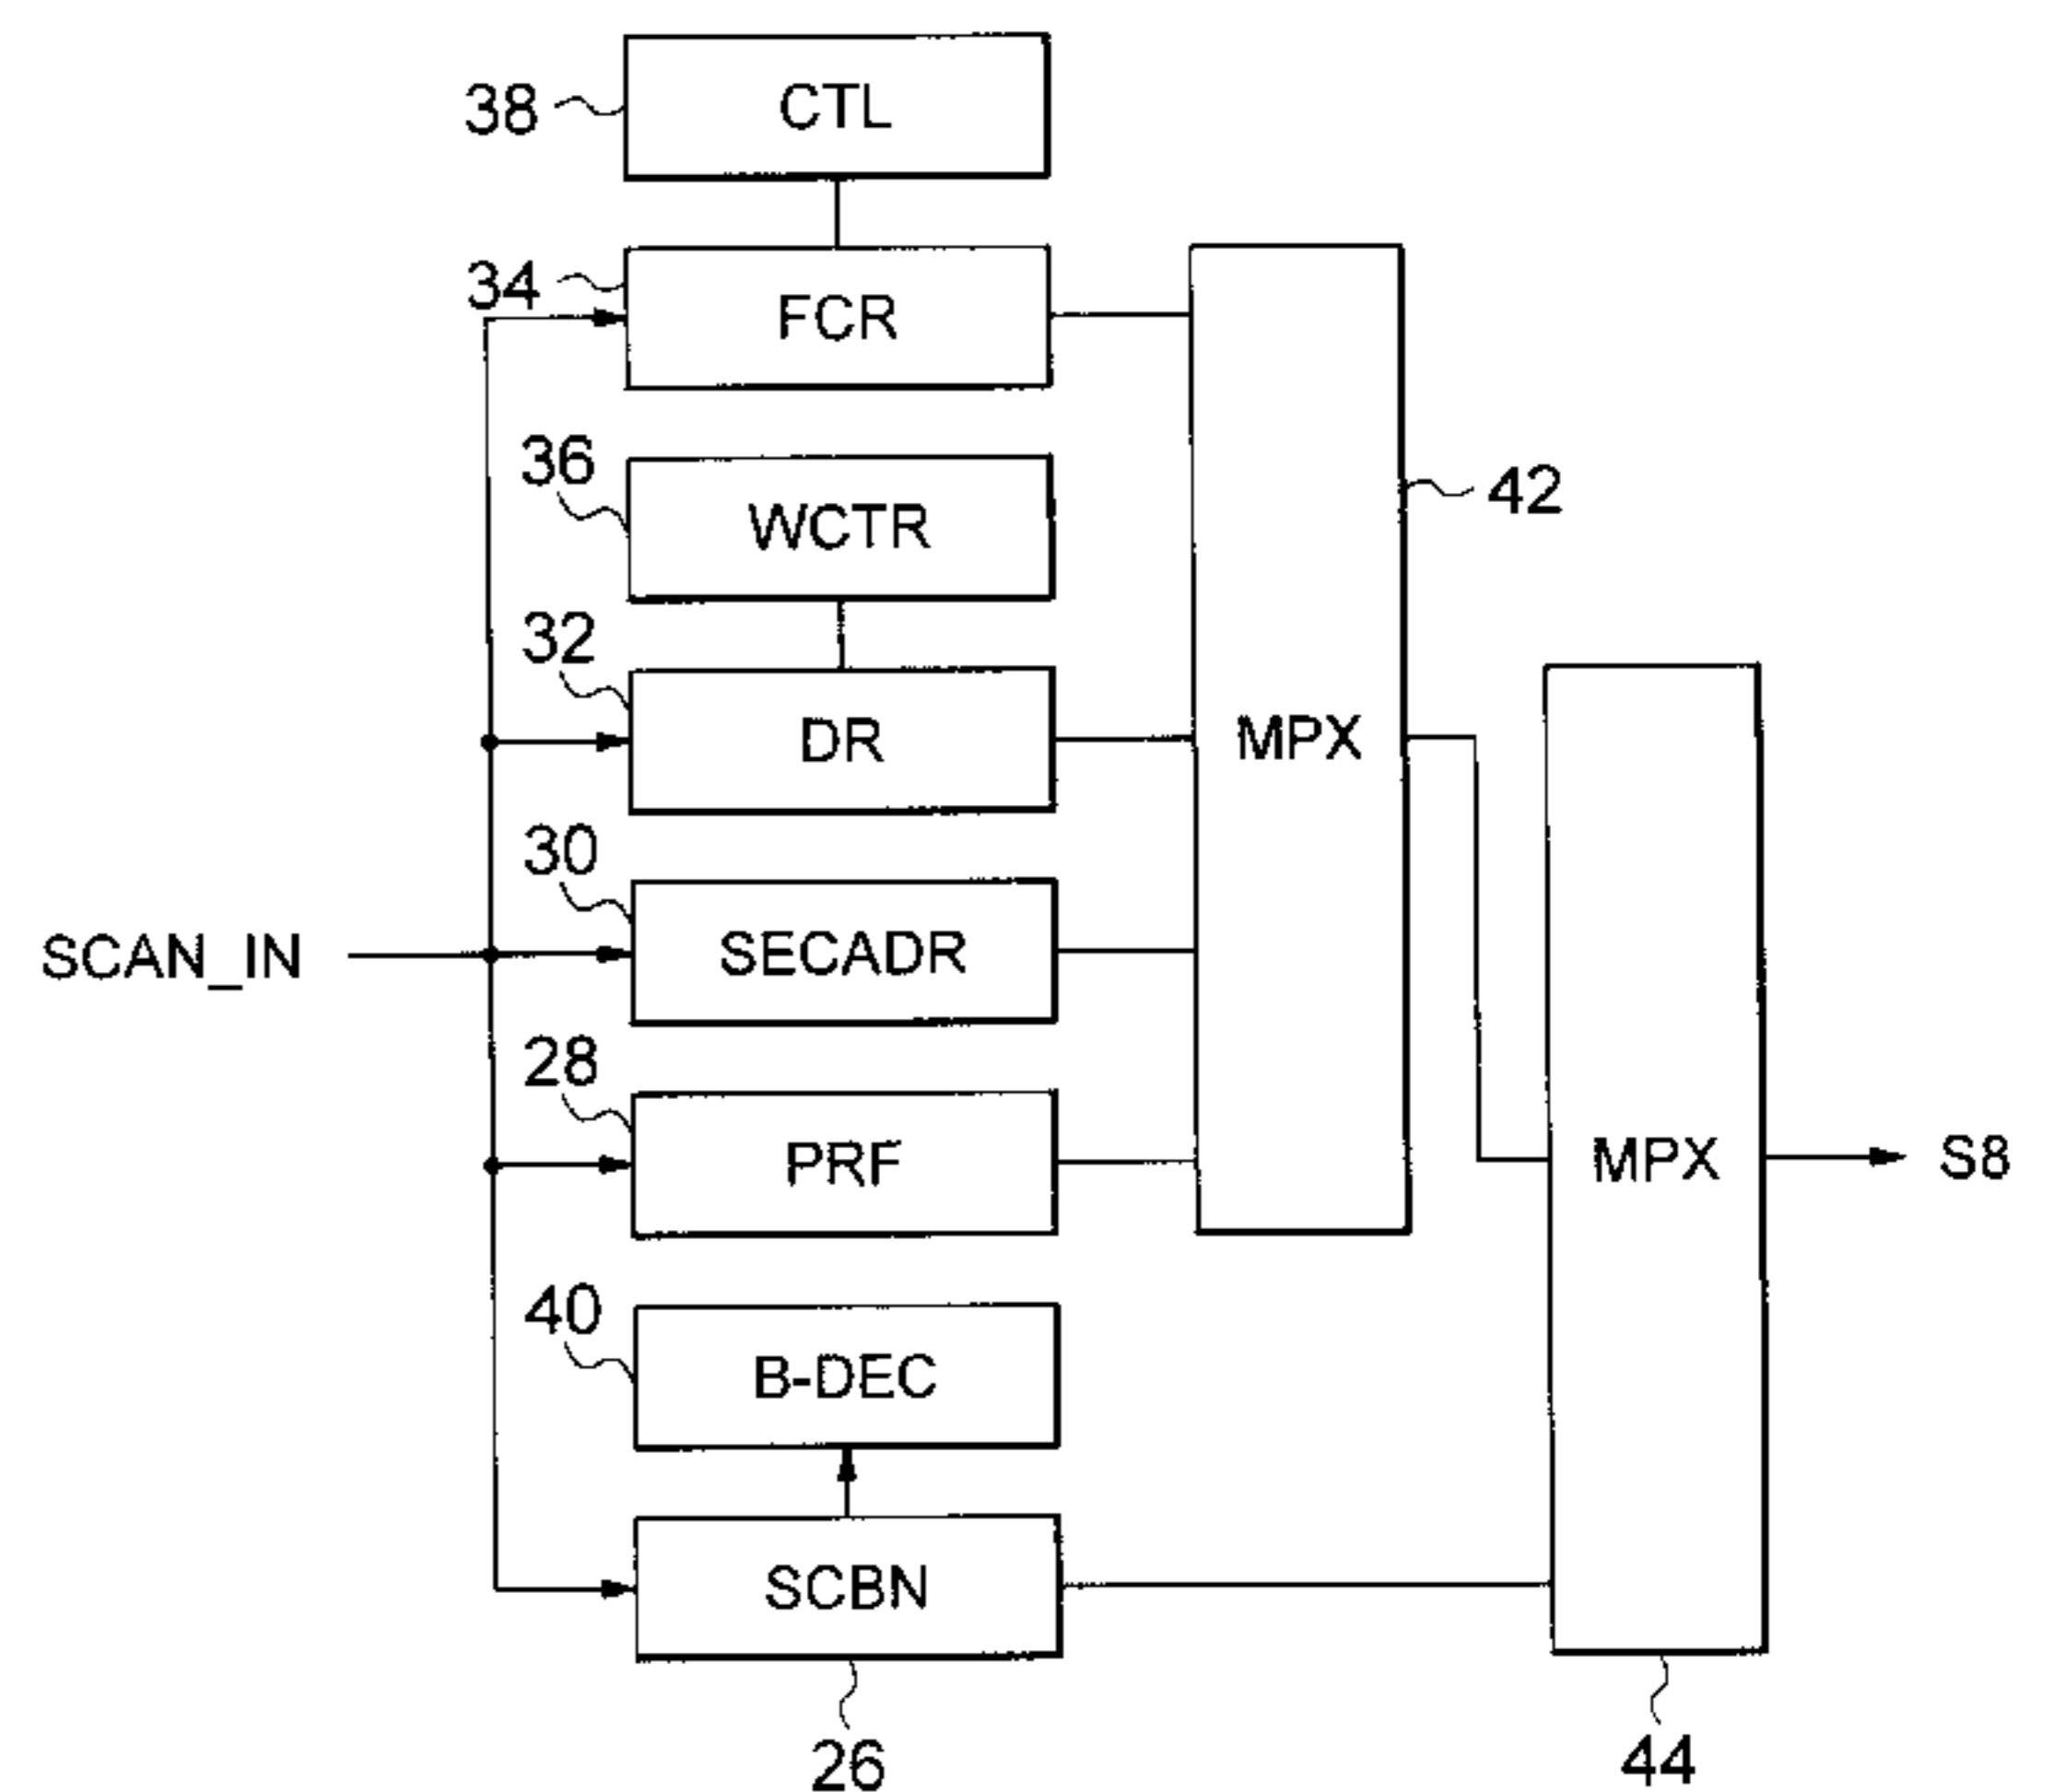 38
CTL
34
FCR
36
WCTR
42
32
DR
MPX
30
SECADR
SCAN_IN
28
PRF
MPX
S8
40
B-DEC
SCBN
26
44